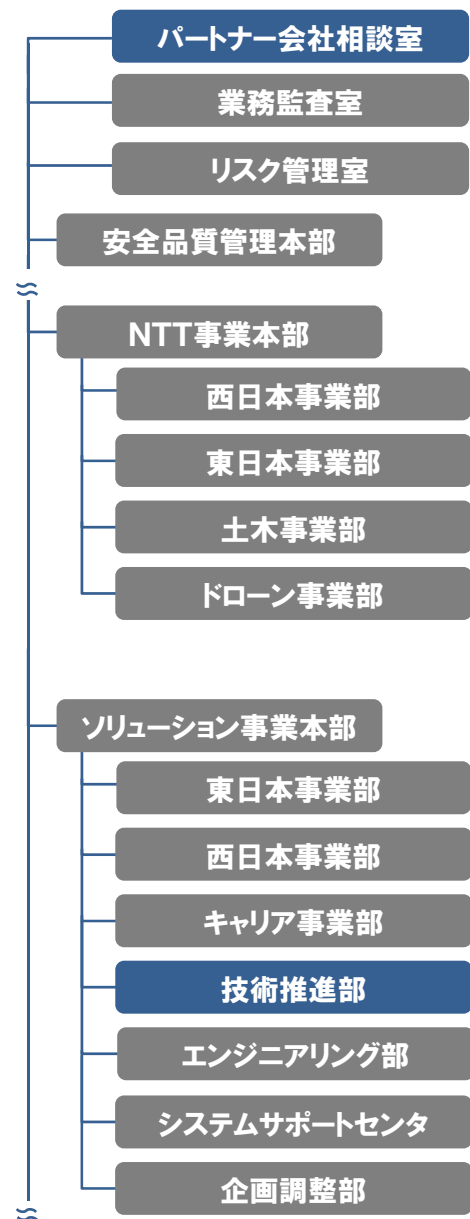 パートナー会社相談室
業務監査室
リスク管理室
安全品質管理本部
NTT事業本部
西日本事業部
東日本事業部
土木事業部
ドローン事業部
ソリューション事業本部
東日本事業部
西日本事業部
キャリア事業部
技術推進部
エンジニアリング部
システムサポートセンタ
企画調整部